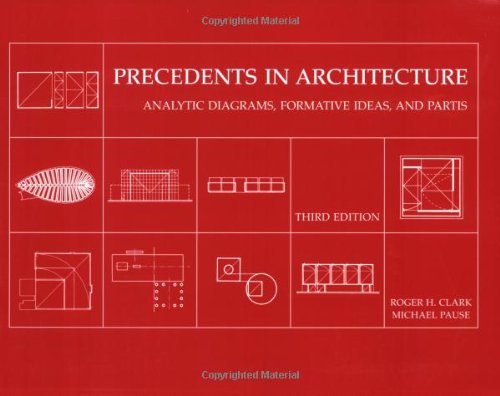 Copyrighted Material
PRECEDENTS IN ARCHITECTURE
ANALYTIC DIAGRAMS, FORMATIVE IDEAS, AND PARTIS
THIRD EDITION
ROGER H. CLARK
MICHAEL PAUSE
Copyrighted Material